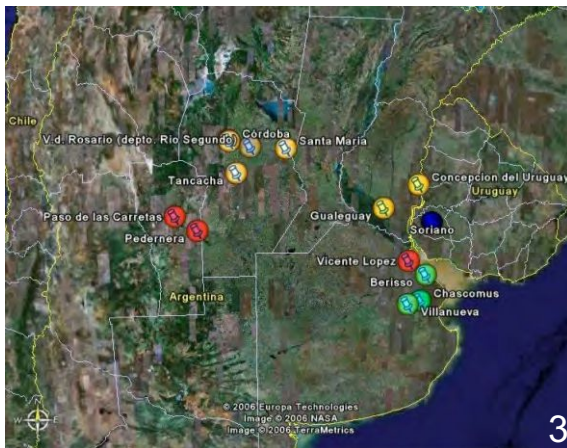 Chile
V.d. Rosario (depto. Rio Segundo)
Córdoba
Santa Maria
Tancacha
Concepcion del Uruguay
Uruguay
Gualeguay
Paso de las Carretas
Soriano
Pedernera
Vicente Lopez
Berisso
Argentina
Chascomus
Villanueva
© 2006 Europa Technologies
Image © 2006 NASA
Image © 2006 TerraMetrics
N
W
E
S
3